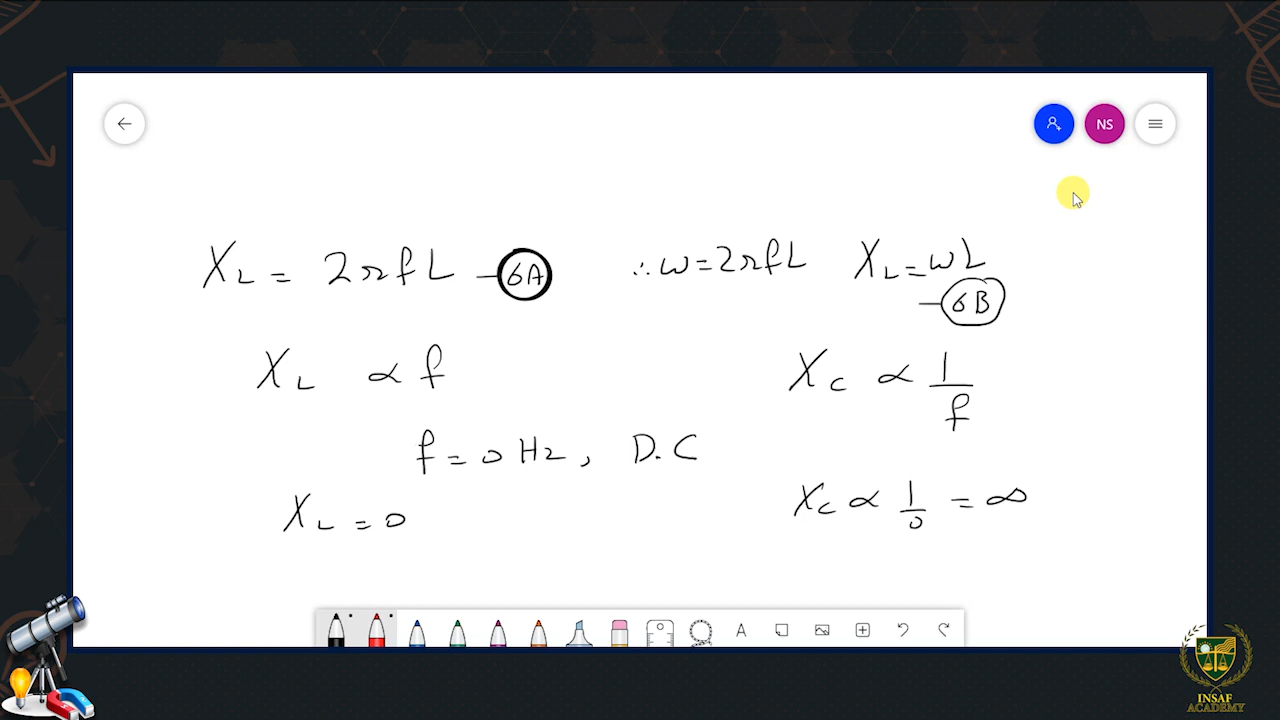 NS
X_L = 2πfL —6A ∴ω=2πfL X_L=ωL
—6B
X_L ∝ f X_C ∝ 1/f
f = 0 Hz, D.C
X_L = 0 X_C ∝ 1/0 = ∞
A
INSAF
ACADEMY